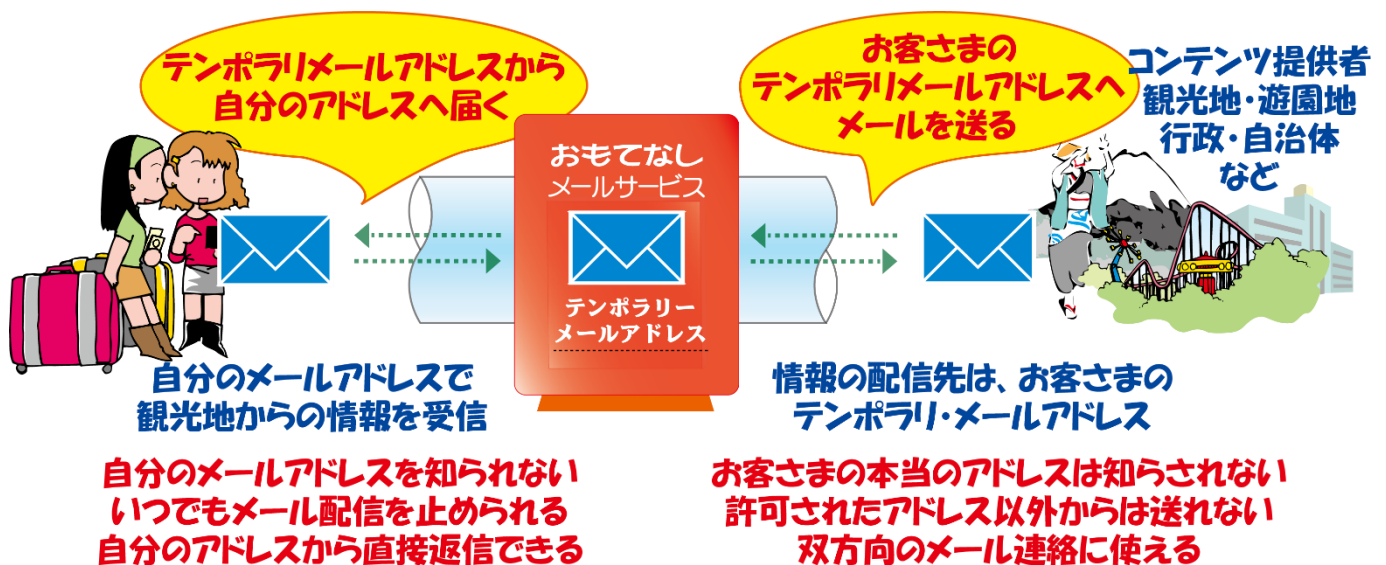 テンポラリメールアドレスから
自分のアドレスへ届く
お客さまの
テンポラリメールアドレスへ
メールを送る
コンテンツ提供者
観光地・遊園地
行政・自治体
など
おもてなし
メールサービス
テンポラリー
メールアドレス
自分のメールアドレスで
観光地からの情報を受信
情報の配信先は、お客さまの
テンポラリ・メールアドレス
自分のメールアドレスを知られない
いつでもメール配信を止められる
自分のアドレスから直接返信できる
お客さまの本当のアドレスは知らされない
許可されたアドレス以外からは送れない
双方向のメール連絡に使える